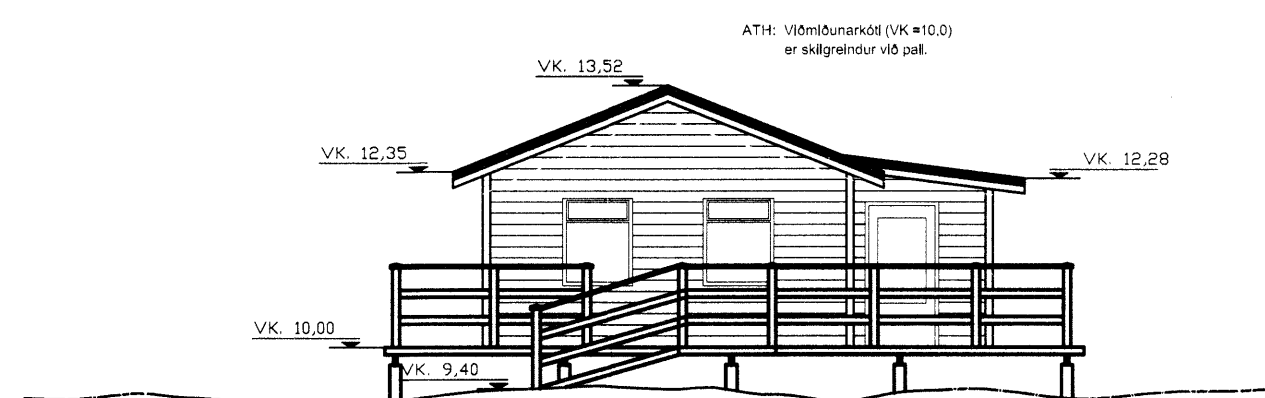 ATH: Viðmiðunarkóti (VK =10,0)
er skilgreindur við pall.
VK. 13,52
VK. 12,35
VK. 12,28
VK. 10,00
VK. 9,40